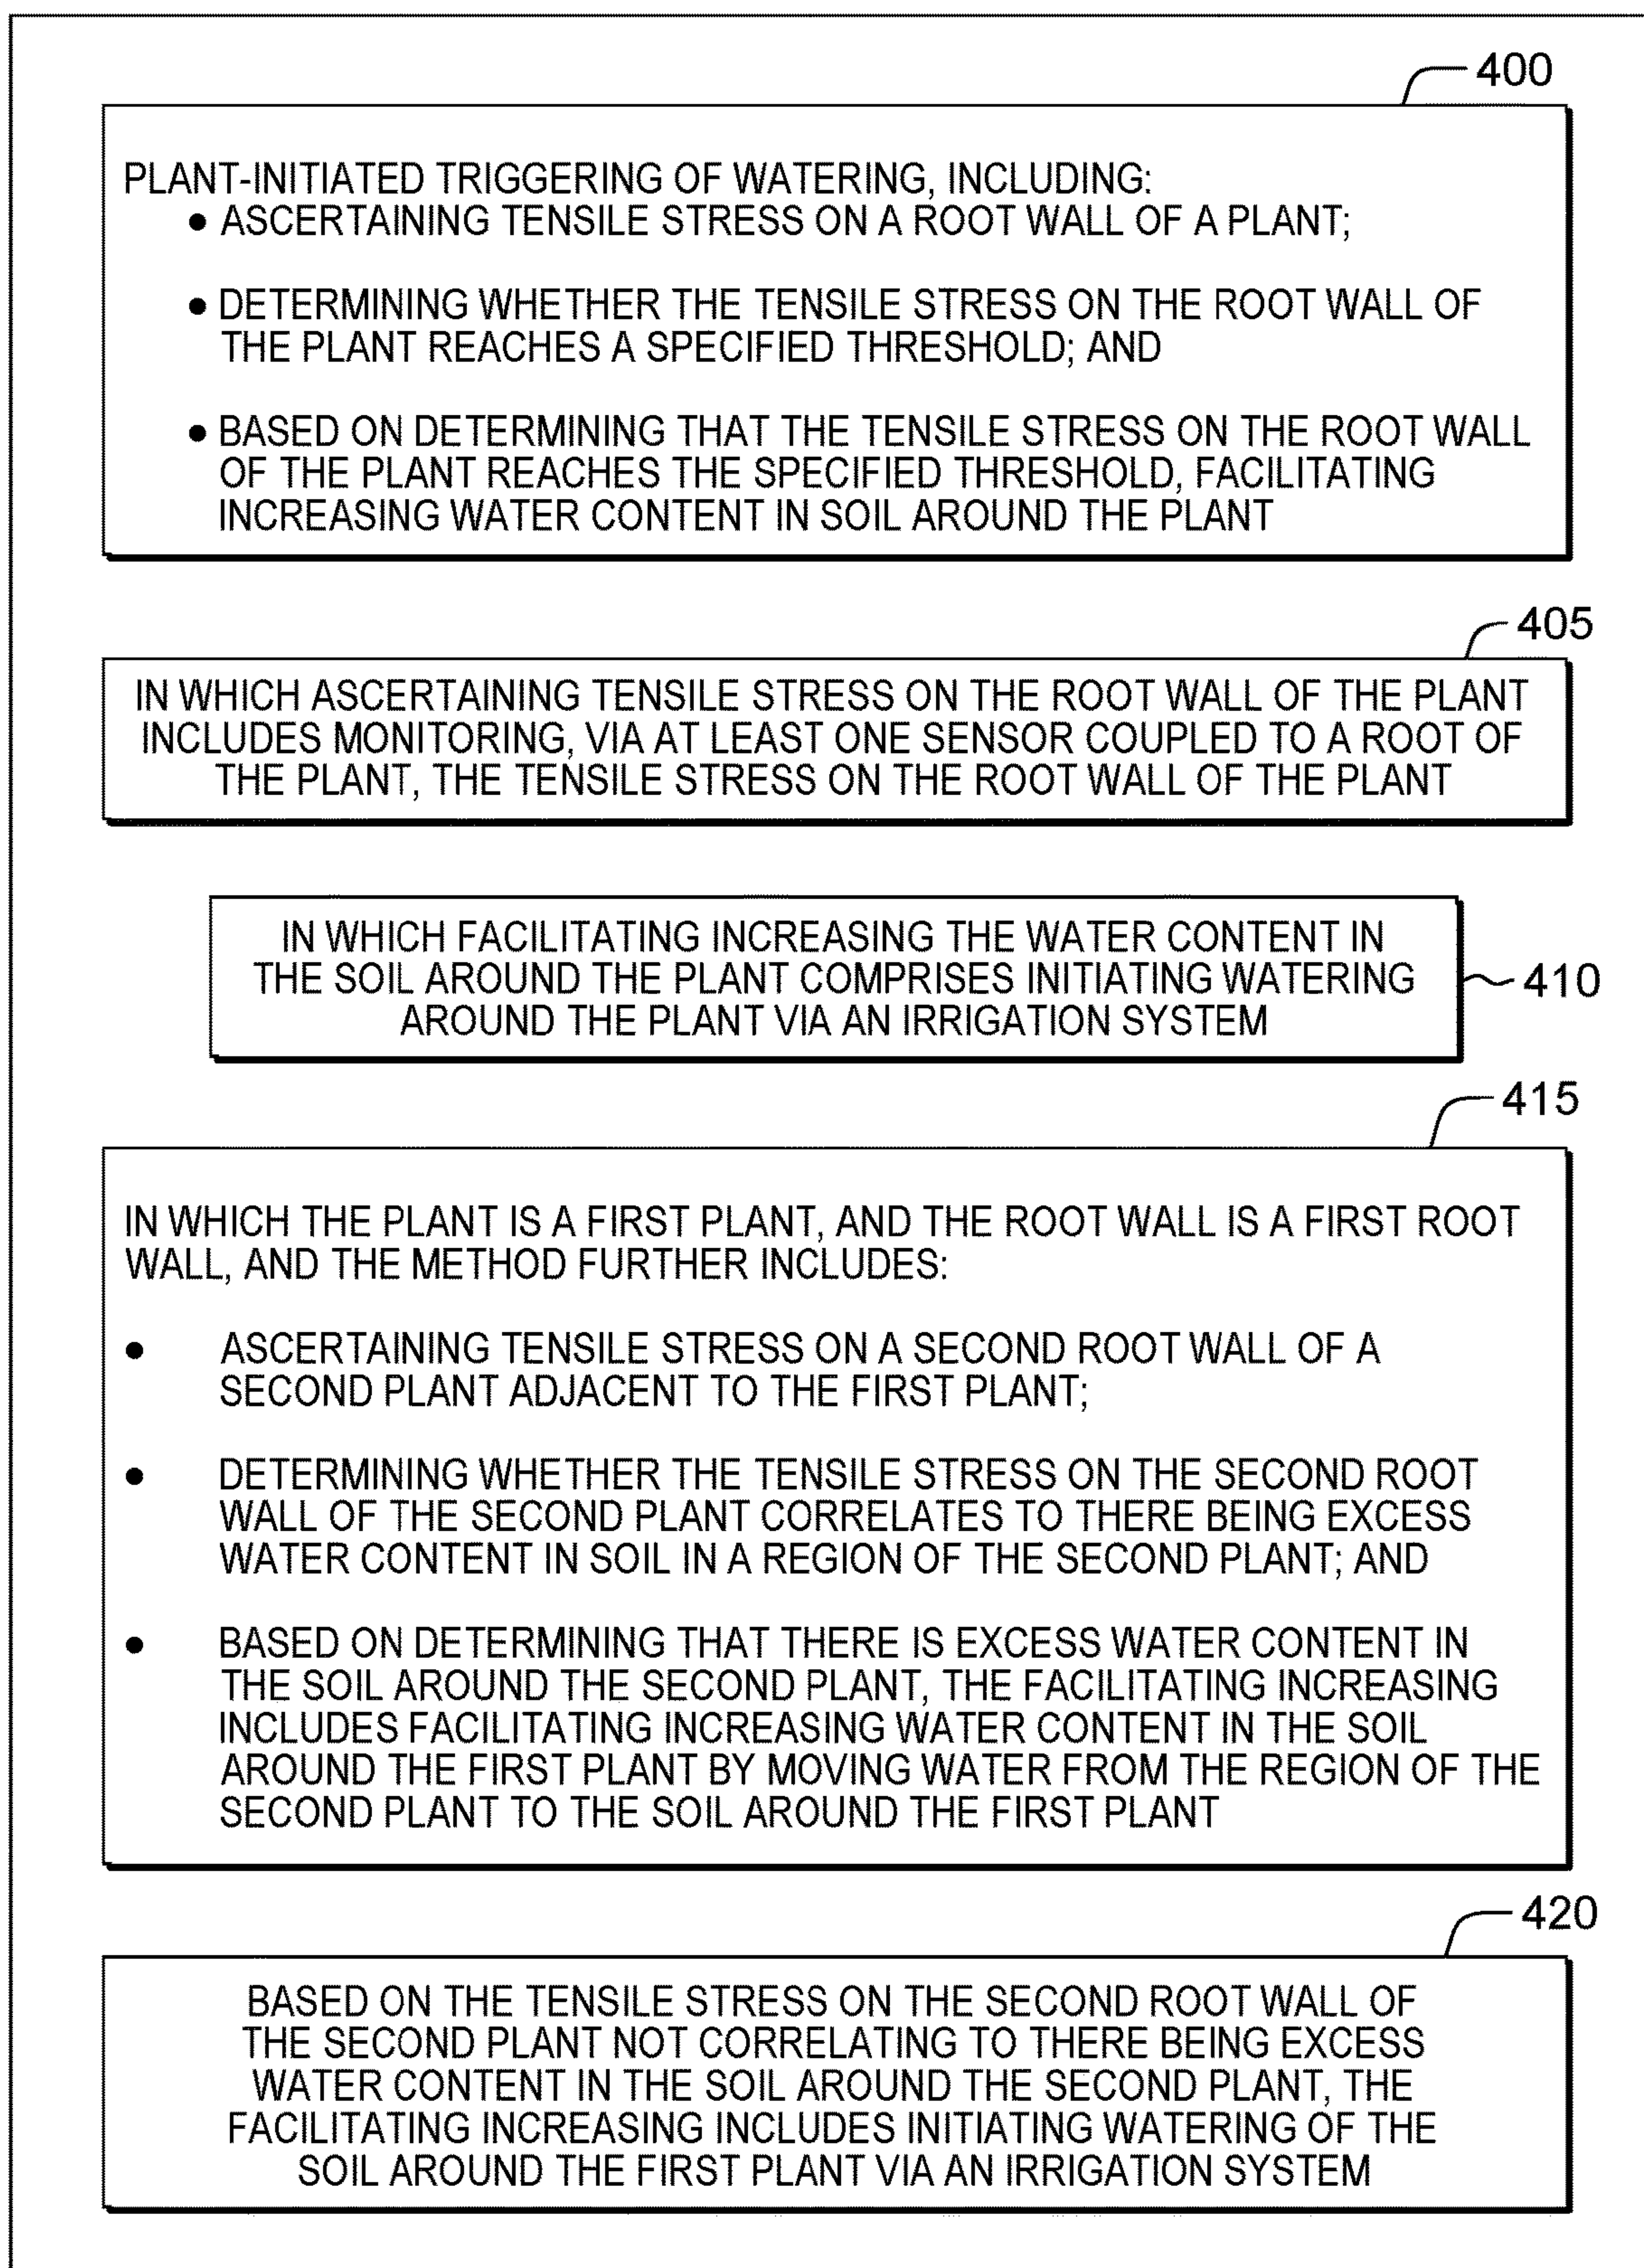 400
PLANT-INITIATED TRIGGERING OF WATERING, INCLUDING:
● ASCERTAINING TENSILE STRESS ON A ROOT WALL OF A PLANT;
● DETERMINING WHETHER THE TENSILE STRESS ON THE ROOT WALL OF
THE PLANT REACHES A SPECIFIED THRESHOLD; AND
● BASED ON DETERMINING THAT THE TENSILE STRESS ON THE ROOT WALL
OF THE PLANT REACHES THE SPECIFIED THRESHOLD, FACILITATING
INCREASING WATER CONTENT IN SOIL AROUND THE PLANT
405
IN WHICH ASCERTAINING TENSILE STRESS ON THE ROOT WALL OF THE PLANT
INCLUDES MONITORING, VIA AT LEAST ONE SENSOR COUPLED TO A ROOT OF
THE PLANT, THE TENSILE STRESS ON THE ROOT WALL OF THE PLANT
IN WHICH FACILITATING INCREASING THE WATER CONTENT IN
THE SOIL AROUND THE PLANT COMPRISES INITIATING WATERING
AROUND THE PLANT VIA AN IRRIGATION SYSTEM
410
415
IN WHICH THE PLANT IS A FIRST PLANT, AND THE ROOT WALL IS A FIRST ROOT
WALL, AND THE METHOD FURTHER INCLUDES:
● ASCERTAINING TENSILE STRESS ON A SECOND ROOT WALL OF A
SECOND PLANT ADJACENT TO THE FIRST PLANT;
● DETERMINING WHETHER THE TENSILE STRESS ON THE SECOND ROOT
WALL OF THE SECOND PLANT CORRELATES TO THERE BEING EXCESS
WATER CONTENT IN SOIL IN A REGION OF THE SECOND PLANT; AND
● BASED ON DETERMINING THAT THERE IS EXCESS WATER CONTENT IN
THE SOIL AROUND THE SECOND PLANT, THE FACILITATING INCREASING
INCLUDES FACILITATING INCREASING WATER CONTENT IN THE SOIL
AROUND THE FIRST PLANT BY MOVING WATER FROM THE REGION OF THE
SECOND PLANT TO THE SOIL AROUND THE FIRST PLANT
420
BASED ON THE TENSILE STRESS ON THE SECOND ROOT WALL OF
THE SECOND PLANT NOT CORRELATING TO THERE BEING EXCESS
WATER CONTENT IN THE SOIL AROUND THE SECOND PLANT, THE
FACILITATING INCREASING INCLUDES INITIATING WATERING OF THE
SOIL AROUND THE FIRST PLANT VIA AN IRRIGATION SYSTEM